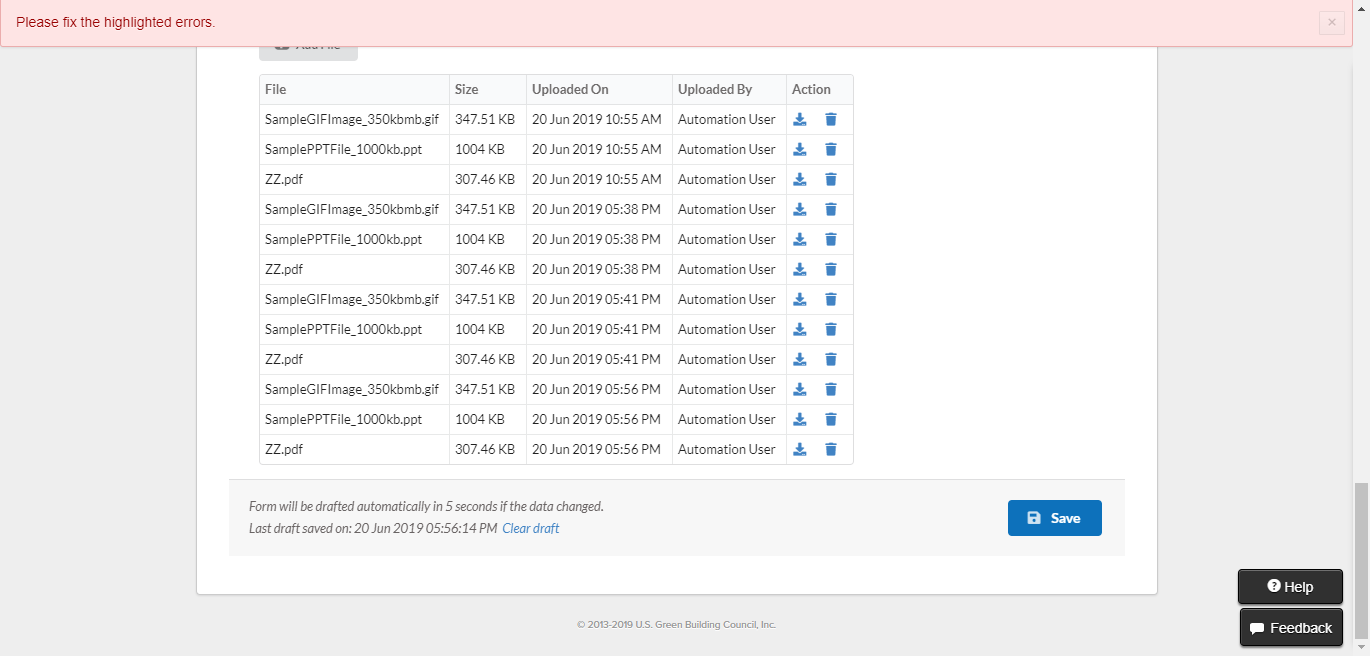 Please fix the highlighted errors.
Add File
File Size Uploaded On Uploaded By Action
SampleGIFImage_350kbmb.gif 347.51 KB 20 Jun 2019 10:55 AM Automation User
SamplePPTFile_1000kb.ppt 1004 KB 20 Jun 2019 10:55 AM Automation User
ZZ.pdf 307.46 KB 20 Jun 2019 10:55 AM Automation User
SampleGIFImage_350kbmb.gif 347.51 KB 20 Jun 2019 05:38 PM Automation User
SamplePPTFile_1000kb.ppt 1004 KB 20 Jun 2019 05:38 PM Automation User
ZZ.pdf 307.46 KB 20 Jun 2019 05:38 PM Automation User
SampleGIFImage_350kbmb.gif 347.51 KB 20 Jun 2019 05:41 PM Automation User
SamplePPTFile_1000kb.ppt 1004 KB 20 Jun 2019 05:41 PM Automation User
ZZ.pdf 307.46 KB 20 Jun 2019 05:41 PM Automation User
SampleGIFImage_350kbmb.gif 347.51 KB 20 Jun 2019 05:56 PM Automation User
SamplePPTFile_1000kb.ppt 1004 KB 20 Jun 2019 05:56 PM Automation User
ZZ.pdf 307.46 KB 20 Jun 2019 05:56 PM Automation User
Form will be drafted automatically in 5 seconds if the data changed.
Last draft saved on: 20 Jun 2019 05:56:14 PM Clear draft
Save
Help
Feedback
© 2013-2019 U.S. Green Building Council, Inc.